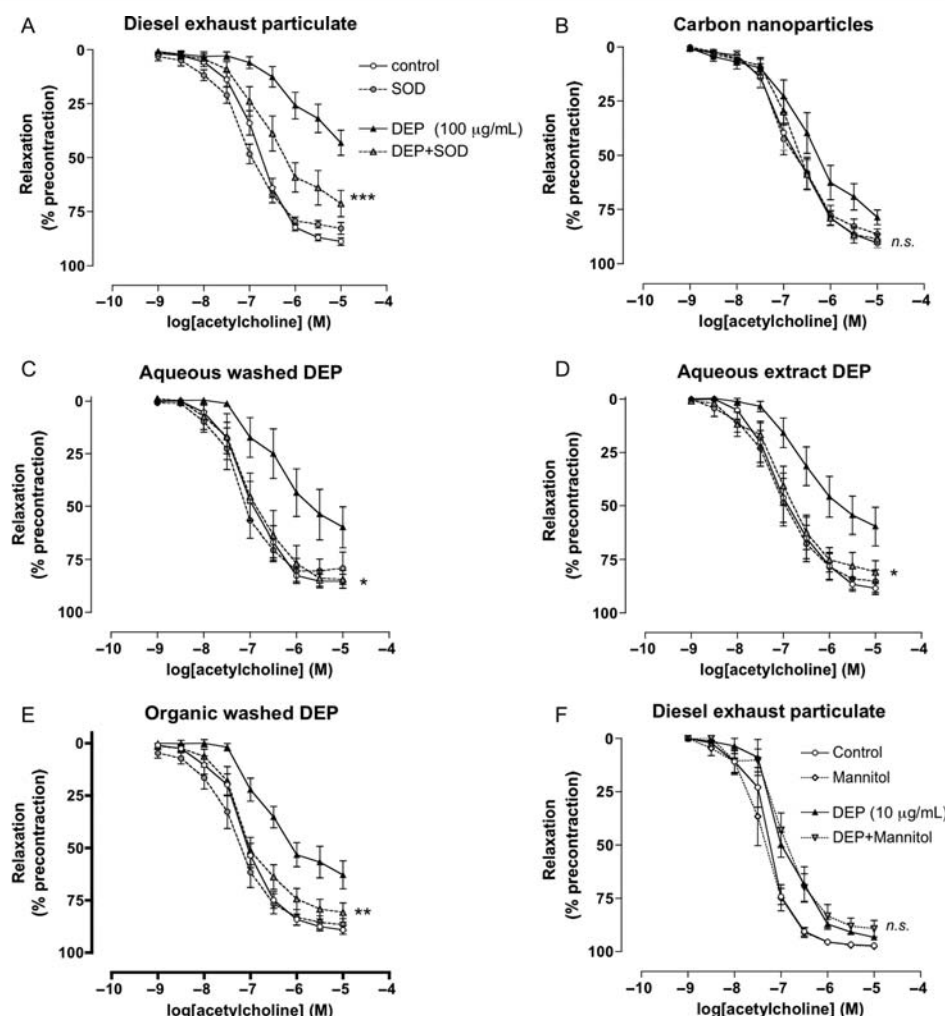 A
Diesel exhaust particulate
0
25
50
75
100
Relaxation
(% precontraction)
control
SOD
DEP (100 μg/mL)
DEP+SOD
***
−10 −9 −8 −7 −6 −5 −4
log[acetylcholine] (M)
B
Carbon nanoparticles
0
25
50
75
100
Relaxation
(% precontraction)
n.s.
−10 −9 −8 −7 −6 −5 −4
log[acetylcholine] (M)
C
Aqueous washed DEP
0
25
50
75
100
Relaxation
(% precontraction)
*
−10 −9 −8 −7 −6 −5 −4
log[acetylcholine] (M)
D
Aqueous extract DEP
0
25
50
75
100
Relaxation
(% precontraction)
*
−10 −9 −8 −7 −6 −5 −4
log[acetylcholine] (M)
E
Organic washed DEP
0
25
50
75
100
Relaxation
(% precontraction)
**
−10 −9 −8 −7 −6 −5 −4
log[acetylcholine] (M)
F
Diesel exhaust particulate
0
25
50
75
100
Relaxation
(% precontraction)
Control
Mannitol
DEP (10 μg/mL)
DEP+Mannitol
n.s.
−10 −9 −8 −7 −6 −5 −4
log[acetylcholine] (M)